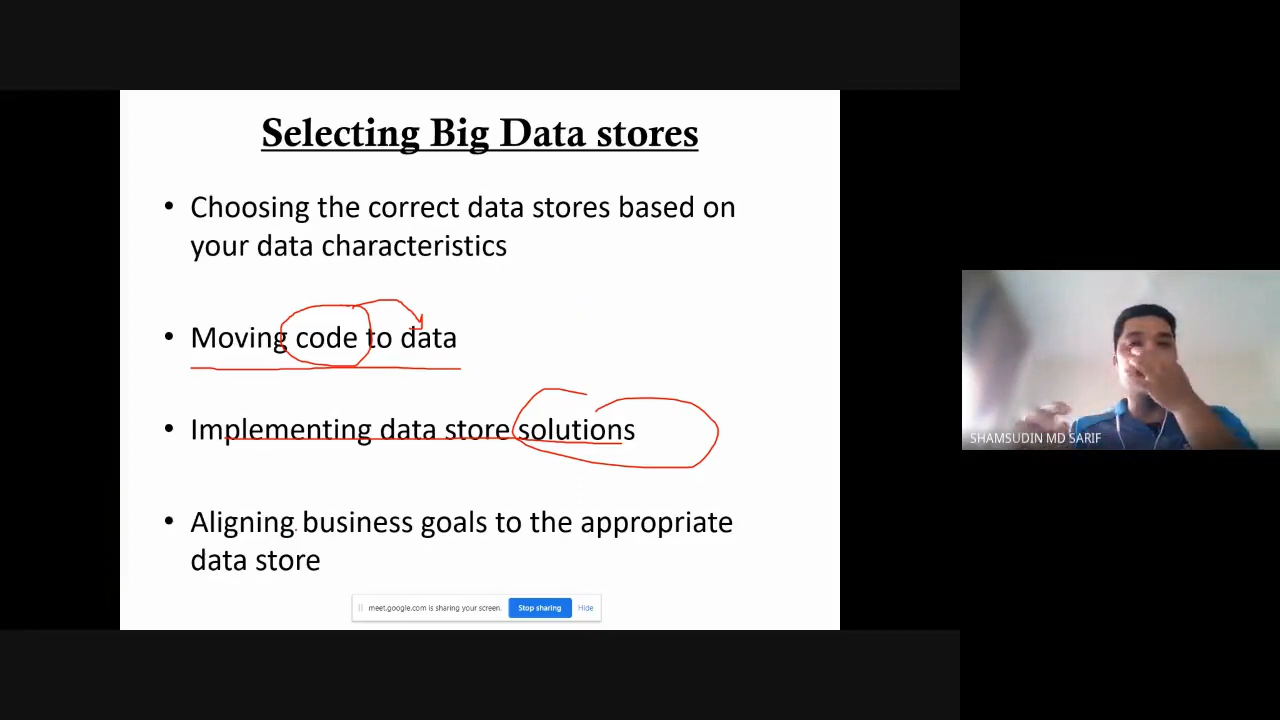 Selecting Big Data stores
• Choosing the correct data stores based on
your data characteristics
• Moving code to data
• Implementing data store solutions
• Aligning business goals to the appropriate
data store
meet.google.com is sharing your screen. Stop sharing Hide
SHAMSUDIN MD SARIF